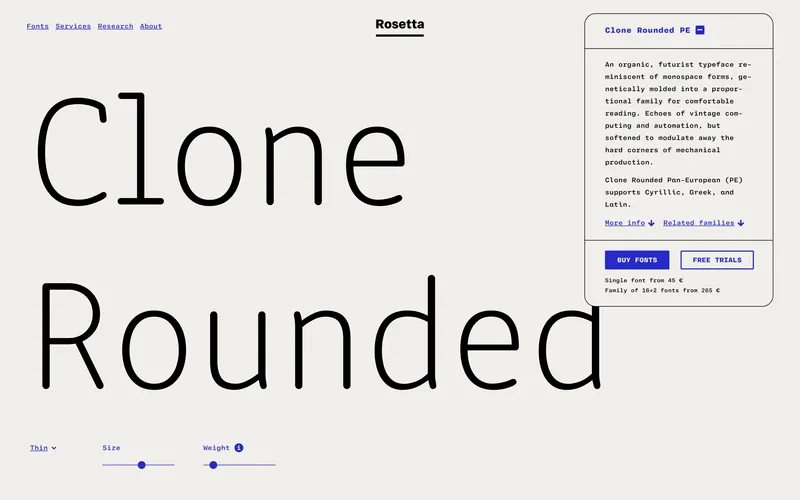 Fonts Services Research About
Rosetta
Clone
Rounded
Clone Rounded PE
An organic, futurist typeface re-
miniscent of monospace forms, ge-
netically molded into a propor-
tional family for comfortable
reading. Echoes of vintage com-
puting and automation, but
softened to modulate away the
hard corners of mechanical
production.
Clone Rounded Pan-European (PE)
supports Cyrillic, Greek, and
Latin.
More info ↓ Related families ↓
BUY FONTS FREE TRIALS
Single font from 45 €
Family of 16+2 fonts from 265 €
Thin Size Weight i